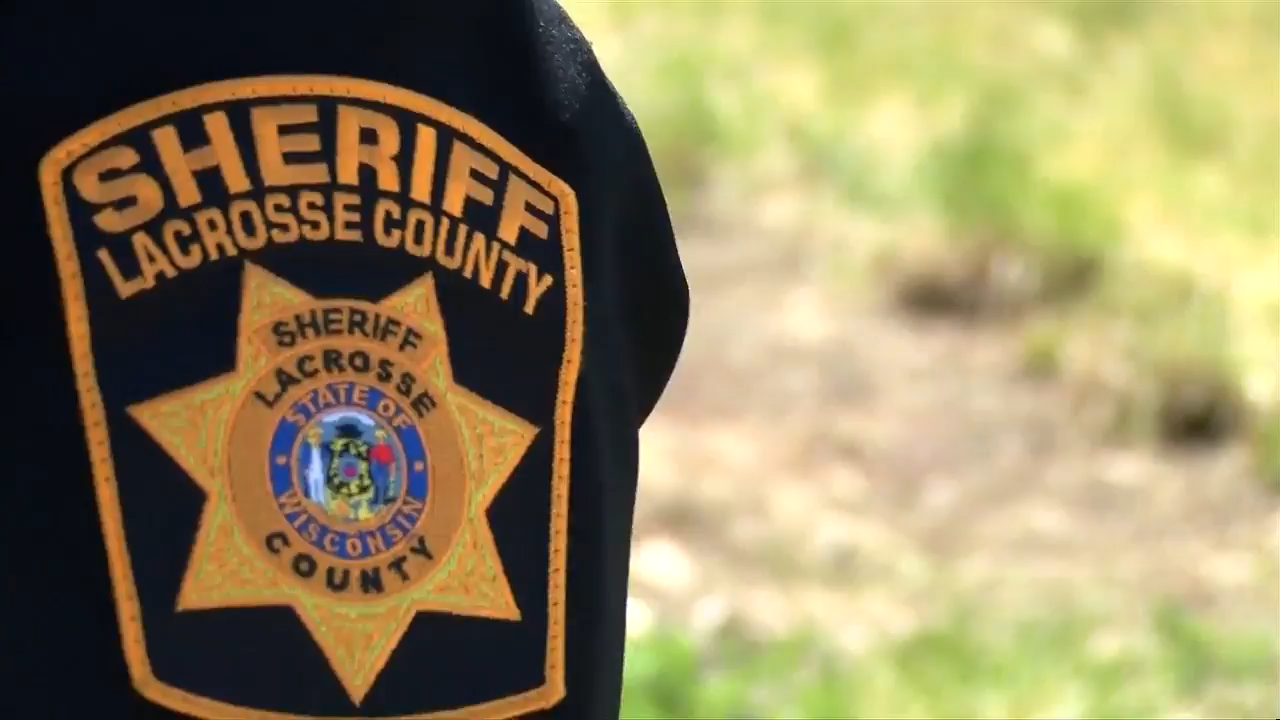 SHERIFF
LACROSSE COUNTY
SHERIFF
LACROSSE
STATE OF
WISCONSIN
COUNTY